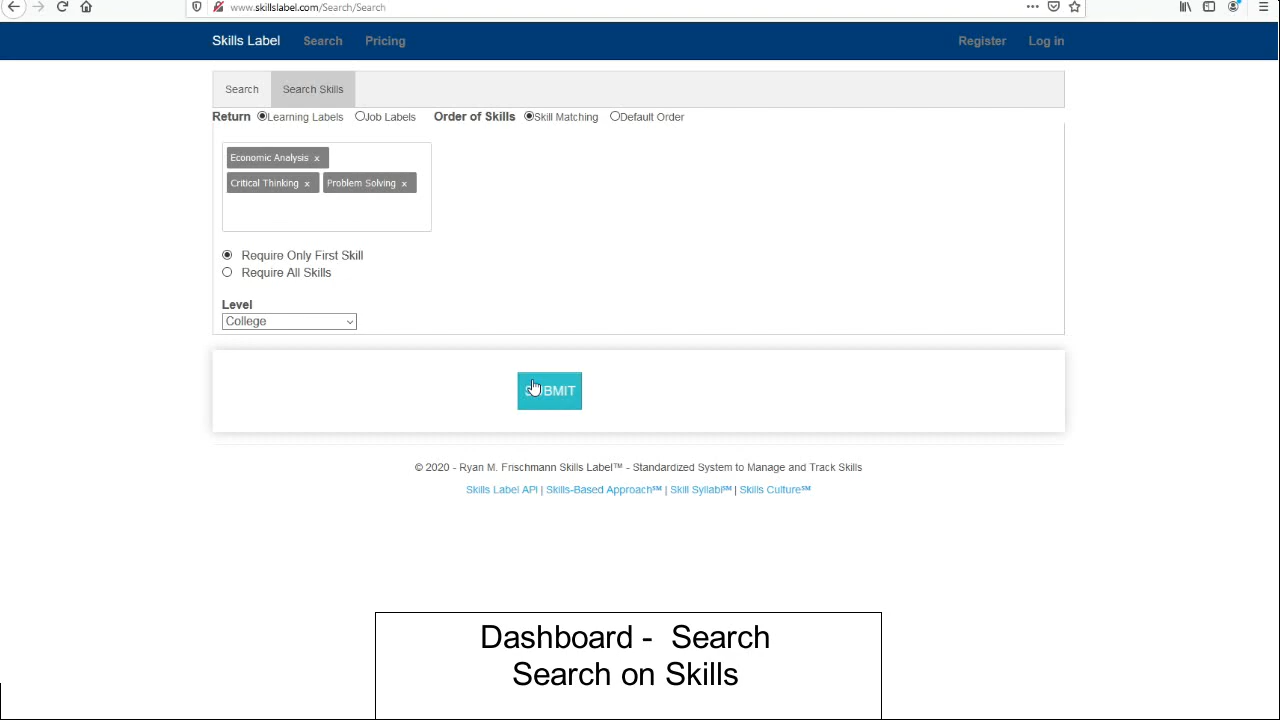 www.skillslabel.com/Search/Search
Skills Label Search Pricing Register Log in
Search Search Skills
Return Learning Labels Job Labels Order of Skills Skill Matching Default Order
Economic Analysis x
Critical Thinking x Problem Solving x
Require Only First Skill
Require All Skills
Level
College
SUBMIT
© 2020 - Ryan M. Frischmann Skills Label™ - Standardized System to Manage and Track Skills
Skills Label API | Skills-Based Approach℠ | Skill Syllabi℠ | Skills Culture℠
Dashboard - Search
Search on Skills